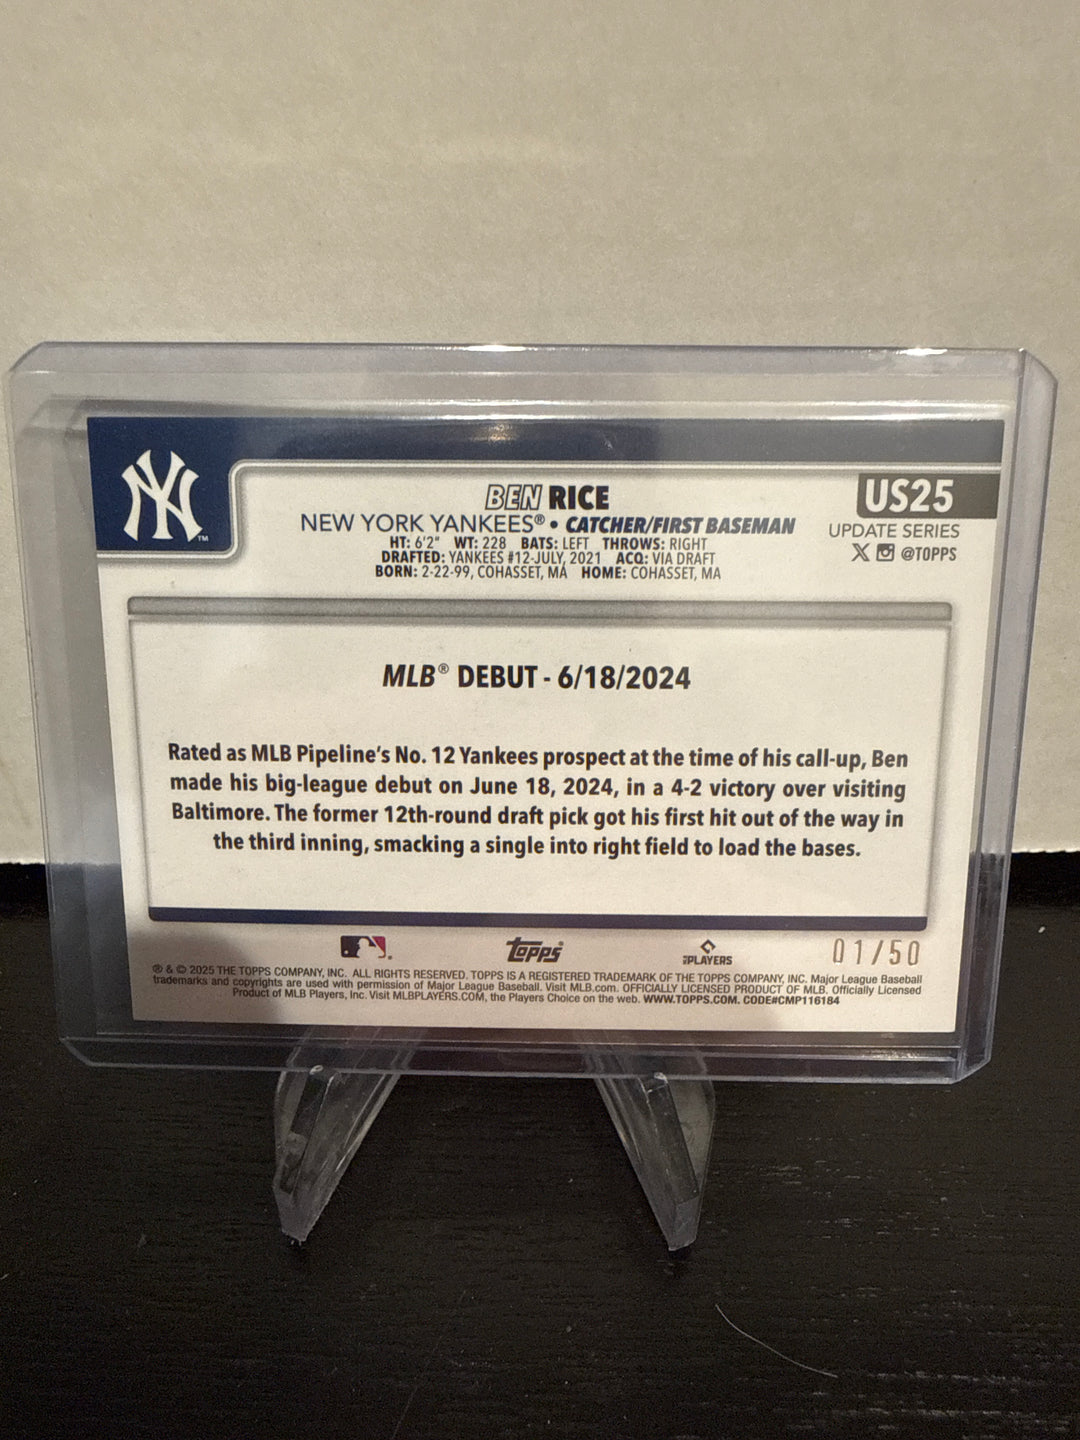 NY™
BEN RICE
US25
NEW YORK YANKEES® • CATCHER/FIRST BASEMAN
UPDATE SERIES
HT: 6'2" WT: 228 BATS: LEFT THROWS: RIGHT
@TOPPS
DRAFTED: YANKEES #12-JULY, 2021 ACQ: VIA DRAFT
BORN: 2-22-99, COHASSET, MA HOME: COHASSET, MA
MLB® DEBUT - 6/18/2024
Rated as MLB Pipeline's No. 12 Yankees prospect at the time of his call-up, Ben
made his big-league debut on June 18, 2024, in a 4-2 victory over visiting
Baltimore. The former 12th-round draft pick got his first hit out of the way in
the third inning, smacking a single into right field to load the bases.
topps®
PLAYERS
01/50
® & © 2025 THE TOPPS COMPANY, INC. ALL RIGHTS RESERVED. TOPPS IS A REGISTERED TRADEMARK OF THE TOPPS COMPANY, INC. Major League Baseball
trademarks and copyrights are used with permission of Major League Baseball. Visit MLB.com. OFFICIALLY LICENSED PRODUCT OF MLB. Officially Licensed
Product of MLB Players, Inc. Visit MLBPLAYERS.COM, the Players Choice on the web. WWW.TOPPS.COM. CODE#CMP116184